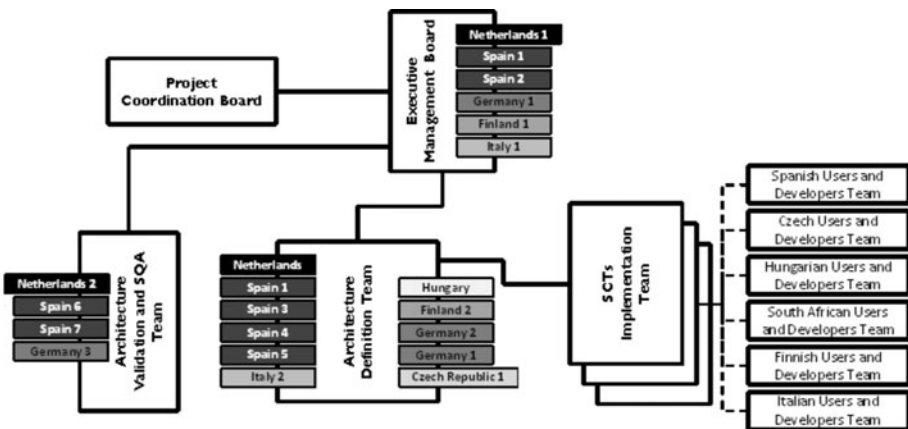 Project
Coordination Board
Executive
Management Board
Netherlands 1
Spain 1
Spain 2
Germany 1
Finland 1
Italy 1
Architecture
Validation and SQA
Team
Netherlands 2
Spain 6
Spain 7
Germany 3
Architecture
Definition Team
Netherlands
Spain 1
Spain 3
Spain 4
Spain 5
Italy 2
Hungary
Finland 2
Germany 2
Germany 1
Czech Republic 1
SCTs
Implementation
Team
Spanish Users and
Developers Team
Czech Users and
Developers Team
Hungarian Users and
Developers Team
South African Users
and Developers Team
Finnish Users and
Developers Team
Italian Users and
Developers Team